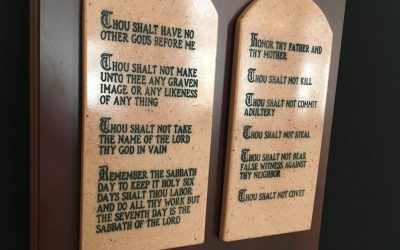 Thou shalt have no
other Gods before me
Thou shalt not make
unto thee any graven
image or any likeness
of any thing
Thou shalt not take
the name of the Lord
thy God in vain
Remember the Sabbath
day to keep it holy six
days shalt thou labor
and do all thy work but
the seventh day is the
Sabbath of the Lord
Honor thy father and
thy mother
Thou shalt not kill
Thou shalt not commit
adultery
Thou shalt not steal
Thou shalt not bear
false witness against
thy neighbor
Thou shalt not covet